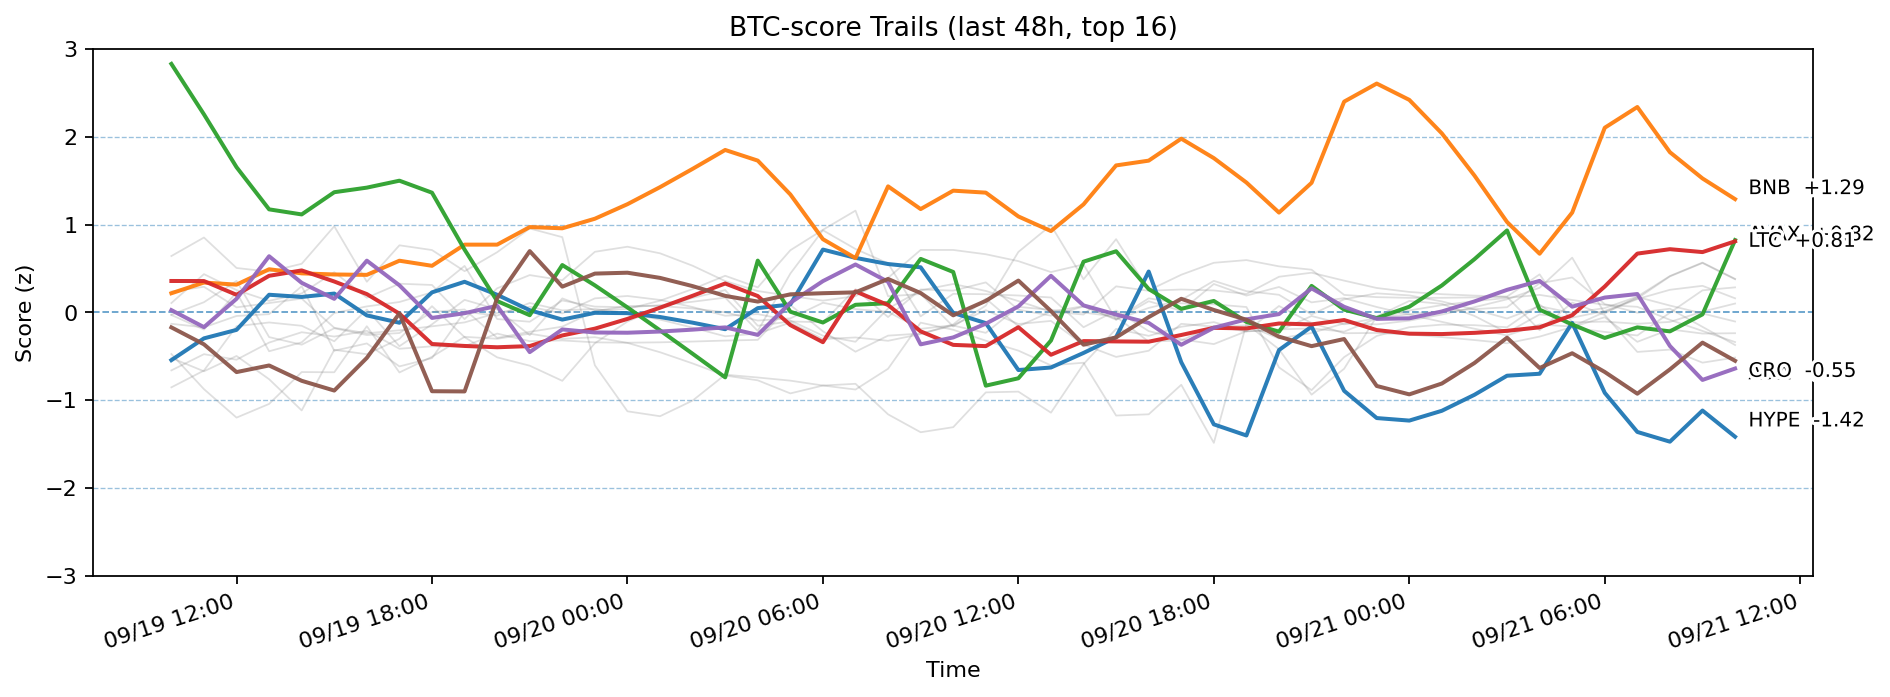 BTC-score Trails (last 48h, top 16)
Score (z)
3
2
1
0
−1
−2
−3
BNB +1.29
LTC +0.81
CRO -0.55
HYPE -1.42
09/19 12:00
09/19 18:00
09/20 00:00
09/20 06:00
09/20 12:00
09/20 18:00
09/21 00:00
09/21 06:00
09/21 12:00
Time